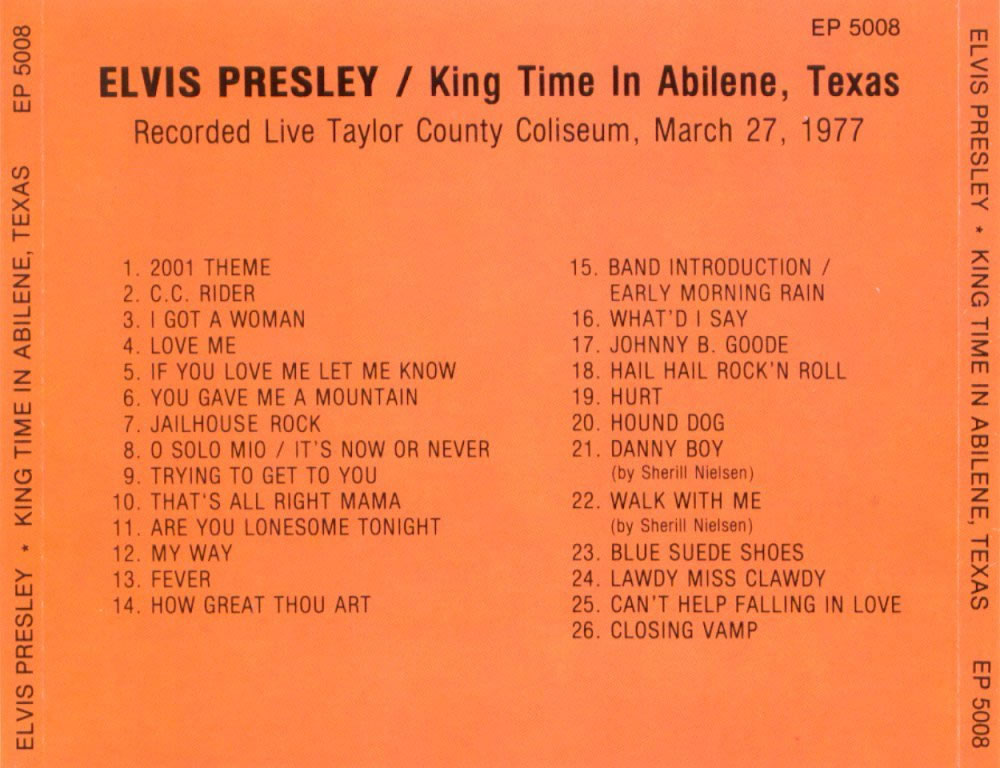 EP 5008
ELVIS PRESLEY / King Time In Abilene, Texas
Recorded Live Taylor County Coliseum, March 27, 1977
1. 2001 THEME
2. C.C. RIDER
3. I GOT A WOMAN
4. LOVE ME
5. IF YOU LOVE ME LET ME KNOW
6. YOU GAVE ME A MOUNTAIN
7. JAILHOUSE ROCK
8. O SOLO MIO / IT'S NOW OR NEVER
9. TRYING TO GET TO YOU
10. THAT'S ALL RIGHT MAMA
11. ARE YOU LONESOME TONIGHT
12. MY WAY
13. FEVER
14. HOW GREAT THOU ART
15. BAND INTRODUCTION /
EARLY MORNING RAIN
16. WHAT'D I SAY
17. JOHNNY B. GOODE
18. HAIL HAIL ROCK'N ROLL
19. HURT
20. HOUND DOG
21. DANNY BOY
(by Sherill Nielsen)
22. WALK WITH ME
(by Sherill Nielsen)
23. BLUE SUEDE SHOES
24. LAWDY MISS CLAWDY
25. CAN'T HELP FALLING IN LOVE
26. CLOSING VAMP
ELVIS PRESLEY * KING TIME IN ABILENE, TEXAS EP 5008
ELVIS PRESLEY * KING TIME IN ABILENE, TEXAS EP 5008